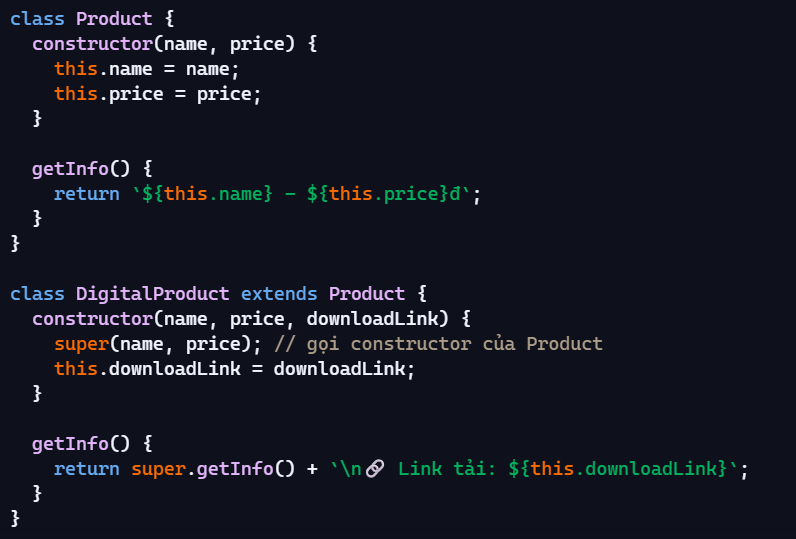 class Product {
  constructor(name, price) {
    this.name = name;
    this.price = price;
  }

  getInfo() {
    return `${this.name} - ${this.price}đ`;
  }
}

class DigitalProduct extends Product {
  constructor(name, price, downloadLink) {
    super(name, price); // gọi constructor của Product
    this.downloadLink = downloadLink;
  }

  getInfo() {
    return super.getInfo() + `\n🔗 Link tải: ${this.downloadLink}`;
  }
}